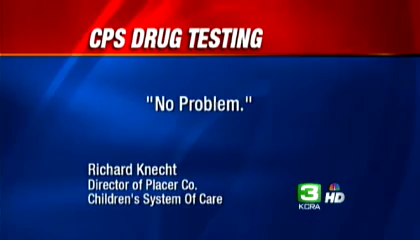 CPS DRUG TESTING
"No Problem."
Richard Knecht
Director of Placer Co.
Children's System Of Care
3
KCRA
HD